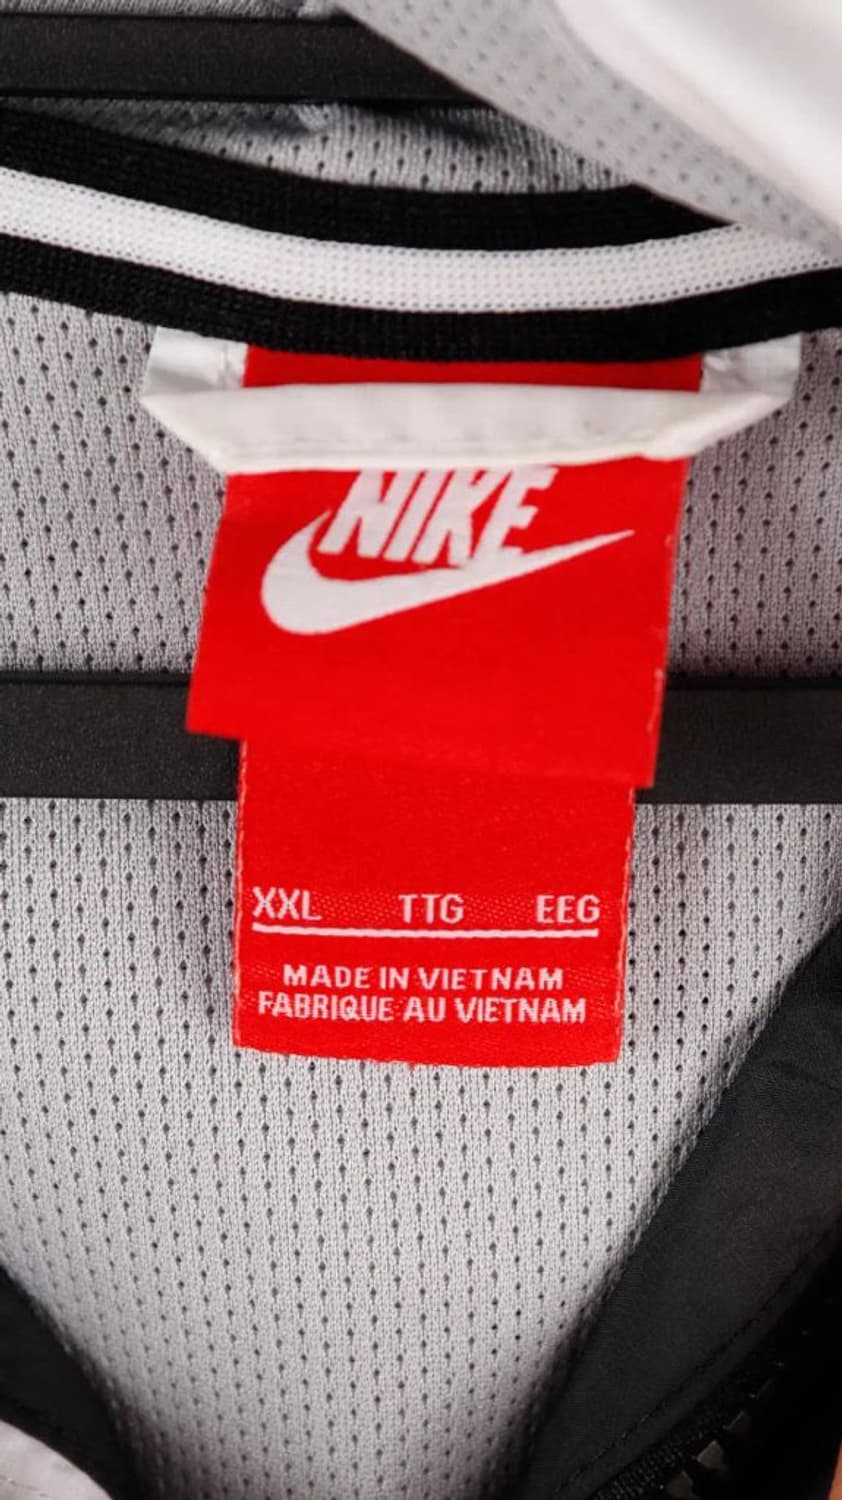 NIKE
XXL TTG EEG
MADE IN VIETNAM
FABRIQUE AU VIETNAM